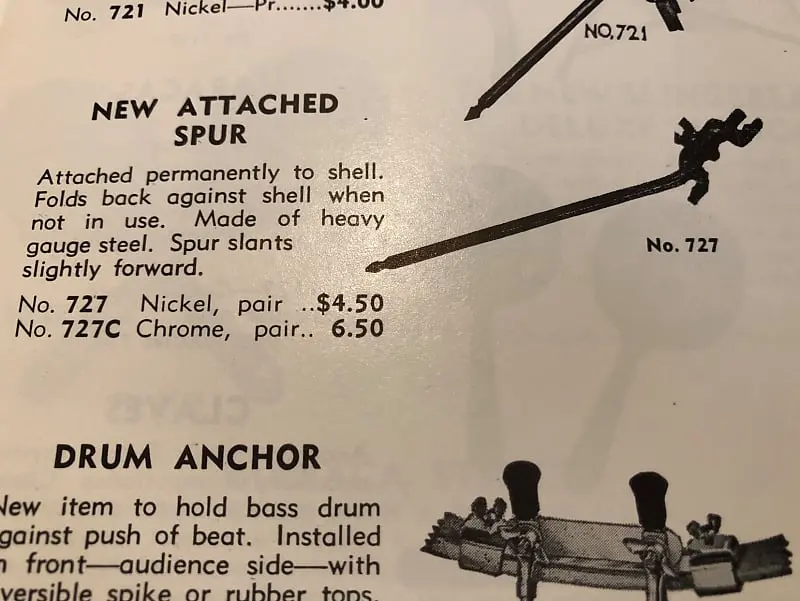 No. 721 Nickel—Pr.......$4.00
NO.721
NEW ATTACHED
SPUR
Attached permanently to shell.
Folds back against shell when
not in use. Made of heavy
gauge steel. Spur slants
slightly forward.
No. 727
No. 727 Nickel, pair ..$4.50
No. 727C Chrome, pair.. 6.50
CLAVES
DRUM ANCHOR
New item to hold bass drum
against push of beat. Installed
front—audience side—with
spike or rubber tops.